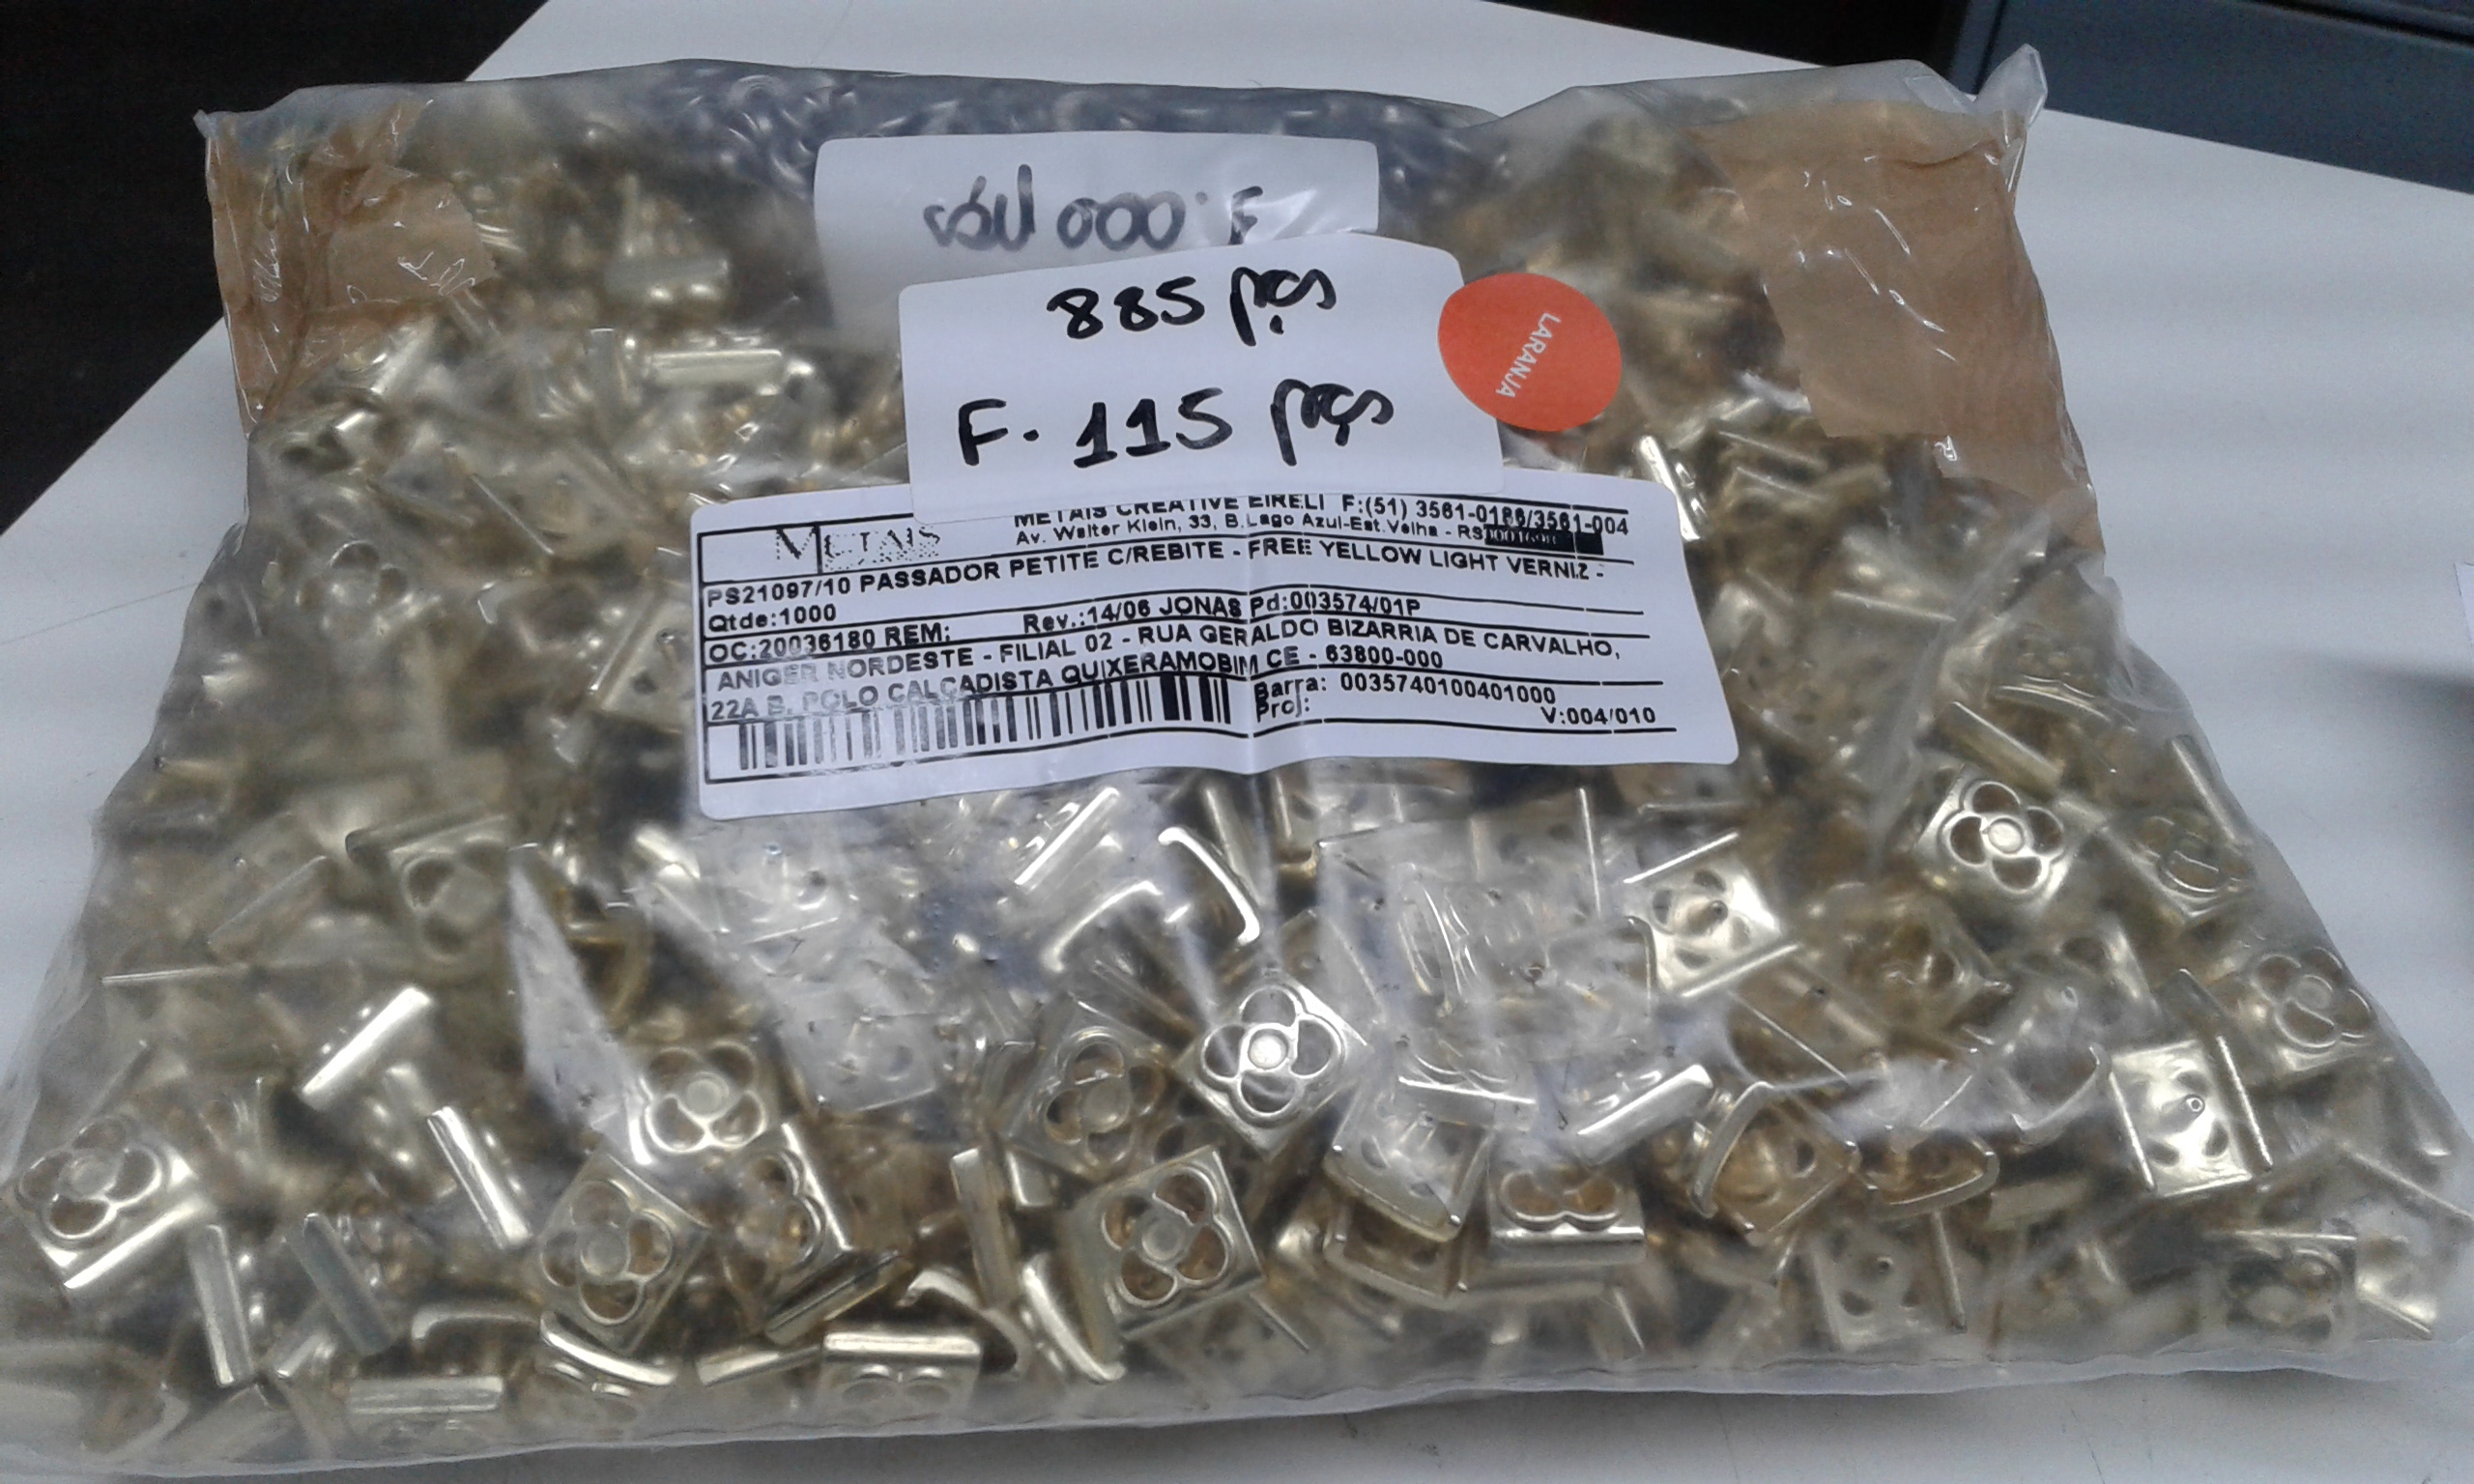 885 pçs
F. 115 pçs
LARANJA
METAIS
METAIS CREATIVE EIRELI F:(51) 3561-0186/3561-004
Av. Walter Klein, 33, B.Lago Azul-Est.Velha - RS
PS21097/10 PASSADOR PETITE C/REBITE - FREE YELLOW LIGHT VERNIZ -
Qtde:1000 Rev.:14/06 JONAS Pd:003574/01P
OC:20036180 REM:
ANIGER NORDESTE - FILIAL 02 - RUA GERALDO BIZARRIA DE CARVALHO,
22A B. POLO CALCADISTA QUIXERAMOBIM CE - 63800-000
Barra: 0035740100401000
Proj:
V:004/010